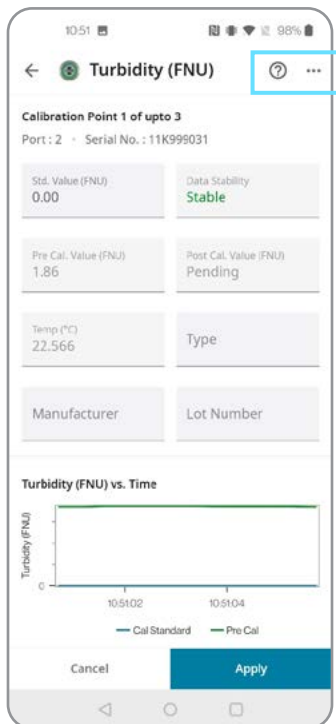 10:51 98%
Turbidity (FNU)
Calibration Point 1 of upto 3
Port : 2 · Serial No. : 11K999031
Std. Value (FNU) Data Stability
0.00 Stable
Pre Cal. Value (FNU) Post Cal. Value (FNU)
1.86 Pending
Temp (°C)
22.566 Type
Manufacturer Lot Number
Turbidity (FNU) vs. Time
Turbidity (FNU)
0
10:51:02 10:51:04
Cal Standard Pre Cal
Cancel Apply